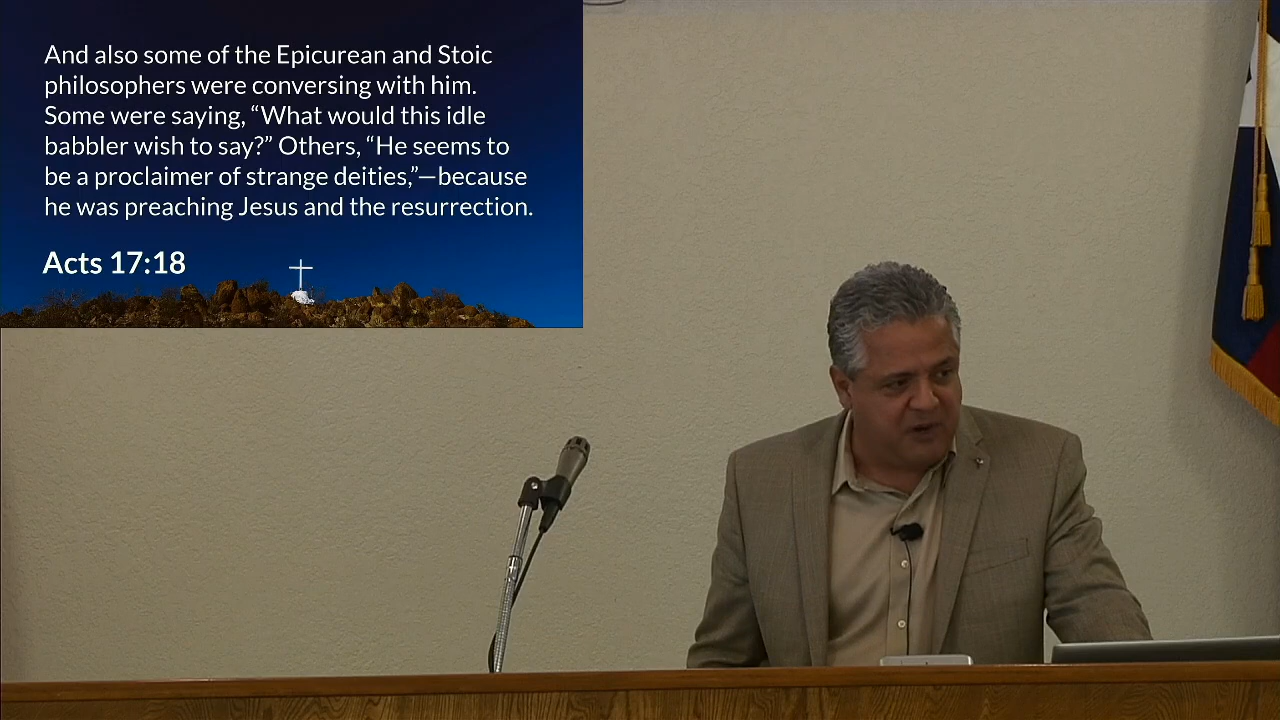 And also some of the Epicurean and Stoic
philosophers were conversing with him.
Some were saying, “What would this idle
babbler wish to say?” Others, “He seems to
be a proclaimer of strange deities,”—because
he was preaching Jesus and the resurrection.
Acts 17:18